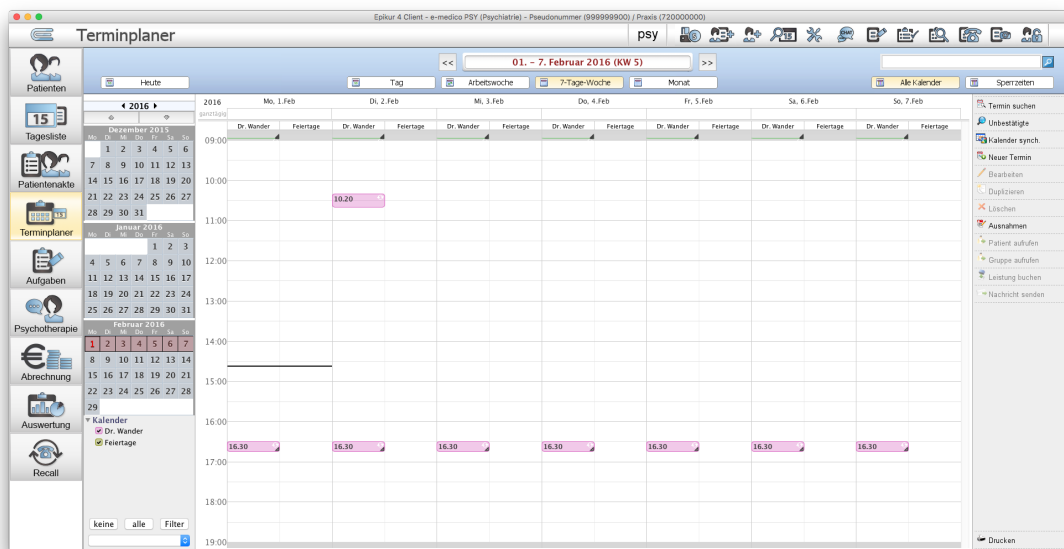 Epikur 4 Client - e-medico PSY (Psychiatrie) - Pseudonummer (999999900) / Praxis (720000000)
Terminplaner
psy
15
CHAT
<< 01. - 7. Februar 2016 (KW 5) >>
Heute Tag Arbeitswoche 7-Tage-Woche Monat Alle Kalender Sperrzeiten
Patienten
15
Tagesliste
Patientenakte
15
Terminplaner
Aufgaben
Psychotherapie
Abrechnung
Auswertung
Recall
2016
Dezember 2015
Mo Di Mi Do Fr Sa So
1 2 3 4 5 6
7 8 9 10 11 12 13
14 15 16 17 18 19 20
21 22 23 24 25 26 27
28 29 30 31
Januar 2016
Mo Di Mi Do Fr Sa So
1 2 3
4 5 6 7 8 9 10
11 12 13 14 15 16 17
18 19 20 21 22 23 24
25 26 27 28 29 30 31
Februar 2016
Mo Di Mi Do Fr Sa So
1 2 3 4 5 6 7
8 9 10 11 12 13 14
15 16 17 18 19 20 21
22 23 24 25 26 27 28
29
Kalender
Dr. Wander
Feiertage
keine alle Filter
2016 Mo, 1.Feb Di, 2.Feb Mi, 3.Feb Do, 4.Feb Fr, 5.Feb Sa, 6.Feb So, 7.Feb
ganztägig
Dr. Wander Feiertage Dr. Wander Feiertage Dr. Wander Feiertage Dr. Wander Feiertage Dr. Wander Feiertage Dr. Wander Feiertage Dr. Wander Feiertage
09:00
10:00
10.20
11:00
12:00
13:00
14:00
15:00
16:00
16.30 16.30 16.30 16.30 16.30 16.30 16.30
17:00
18:00
19:00
Termin suchen
Unbestätigte
Kalender synch.
Neuer Termin
Bearbeiten
Duplizieren
Löschen
Ausnahmen
Patient aufrufen
Gruppe aufrufen
Leistung buchen
Nachricht senden
Drucken